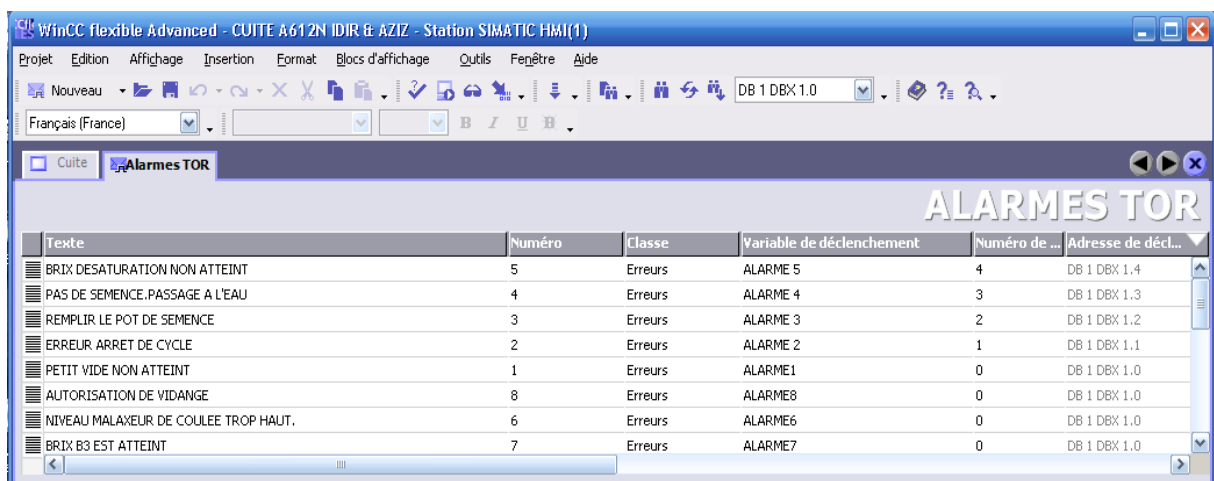 WinCC flexible Advanced - CUITE A612N IDIR & AZIZ - Station SIMATIC HMI(1)
Projet Edition Affichage Insertion Format Blocs d'affichage Outils Fenêtre Aide
Nouveau DB 1 DBX 1.0
Français (France) B I U
Cuite Alarmes TOR
ALARMES TOR
Texte Numéro Classe Variable de déclenchement Numéro de ... Adresse de décl...
BRIX DESATURATION NON ATTEINT 5 Erreurs ALARME 5 4 DB 1 DBX 1.4
PAS DE SEMENCE.PASSAGE A L'EAU 4 Erreurs ALARME 4 3 DB 1 DBX 1.3
REMPLIR LE POT DE SEMENCE 3 Erreurs ALARME 3 2 DB 1 DBX 1.2
ERREUR ARRET DE CYCLE 2 Erreurs ALARME 2 1 DB 1 DBX 1.1
PETIT VIDE NON ATTEINT 1 Erreurs ALARME1 0 DB 1 DBX 1.0
AUTORISATION DE VIDANGE 8 Erreurs ALARME8 0 DB 1 DBX 1.0
NIVEAU MALAXEUR DE COULEE TROP HAUT. 6 Erreurs ALARME6 0 DB 1 DBX 1.0
BRIX B3 EST ATTEINT 7 Erreurs ALARME7 0 DB 1 DBX 1.0